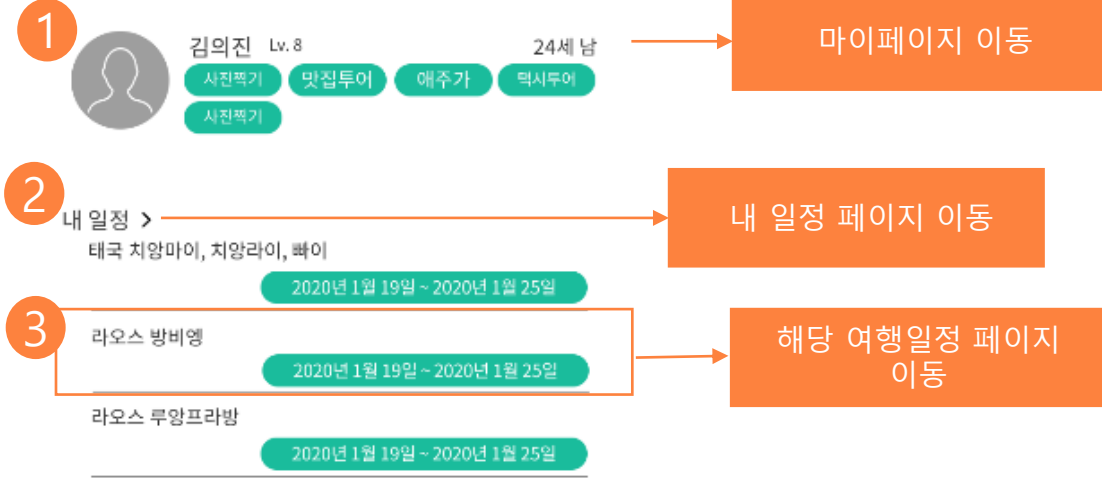 1
김의진 Lv. 8 24세 남
마이페이지 이동
사진찍기 맛집투어 애주가 택시투어
사진찍기
2
내 일정 >
내 일정 페이지 이동
태국 치앙마이, 치앙라이, 빠이
2020년 1월 19일 ~ 2020년 1월 25일
3
라오스 방비엥
2020년 1월 19일 ~ 2020년 1월 25일
해당 여행일정 페이지
이동
라오스 루앙프라방
2020년 1월 19일 ~ 2020년 1월 25일